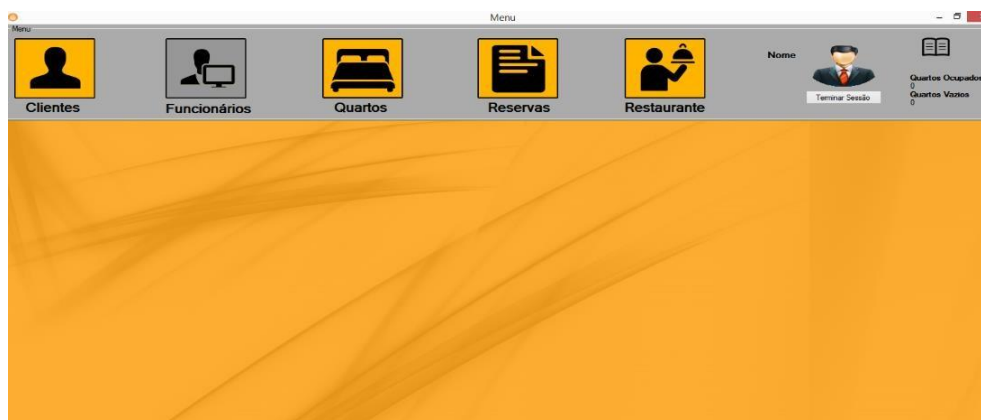 Menu
Menu
Clientes
Funcionários
Quartos
Reservas
Restaurante
Nome
Terminar Sessão
Quartos Ocupados
0
Quartos Vazios
0